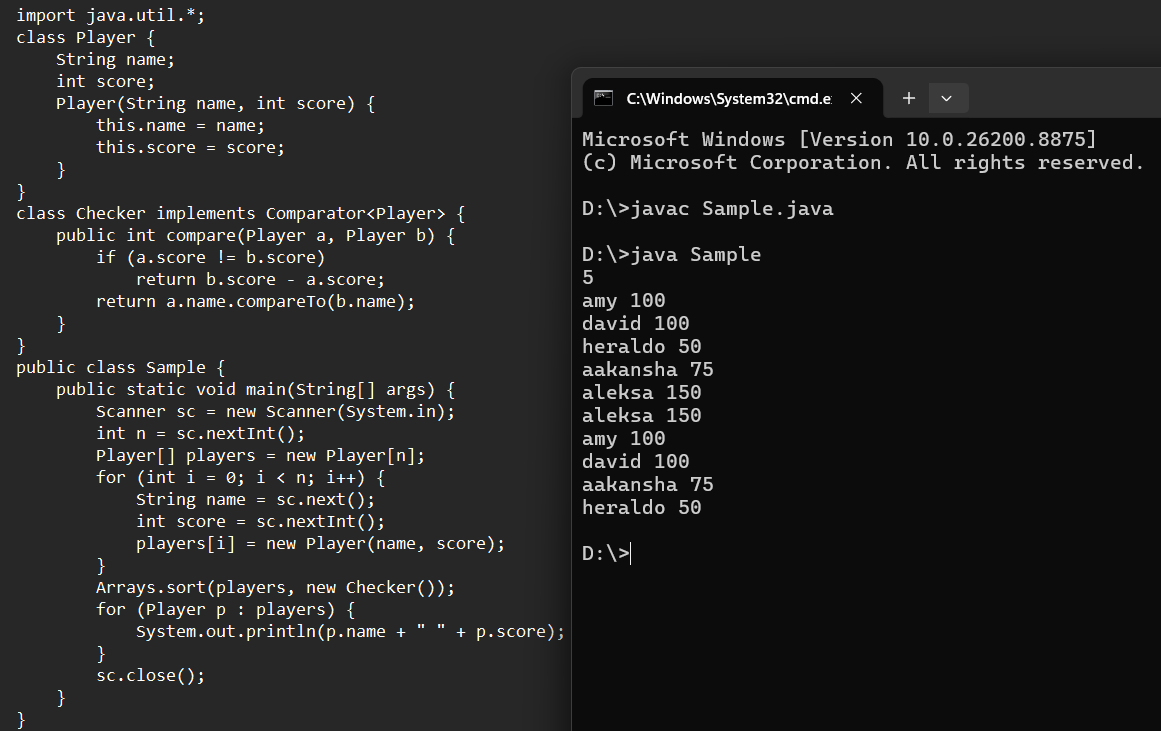 import java.util.*;
class Player {
    String name;
    int score;
    Player(String name, int score) {
        this.name = name;
        this.score = score;
    }
}
class Checker implements Comparator<Player> {
    public int compare(Player a, Player b) {
        if (a.score != b.score)
            return b.score - a.score;
        return a.name.compareTo(b.name);
    }
}
public class Sample {
    public static void main(String[] args) {
        Scanner sc = new Scanner(System.in);
        int n = sc.nextInt();
        Player[] players = new Player[n];
        for (int i = 0; i < n; i++) {
            String name = sc.next();
            int score = sc.nextInt();
            players[i] = new Player(name, score);
        }
        Arrays.sort(players, new Checker());
        for (Player p : players) {
            System.out.println(p.name + " " + p.score);
        }
        sc.close();
    }
}
C:\Windows\System32\cmd.e
Microsoft Windows [Version 10.0.26200.8875]
(c) Microsoft Corporation. All rights reserved.

D:\>javac Sample.java

D:\>java Sample
5
amy 100
david 100
heraldo 50
aakansha 75
aleksa 150
aleksa 150
amy 100
david 100
aakansha 75
heraldo 50

D:\>